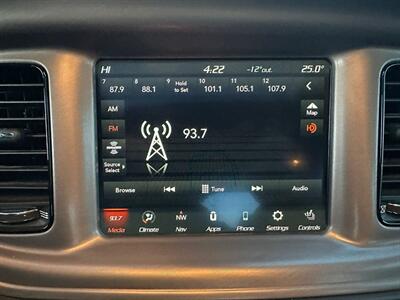 HI 4:22 -12°out. 25.0°
7 8 9 10 11 12
87.9 88.1 Hold to Set 101.1 105.1 107.9
AM
Map
FM
93.7
Source Select
Browse Tune Audio
93.7 NW
Media Climate Nav Apps Phone Settings Controls